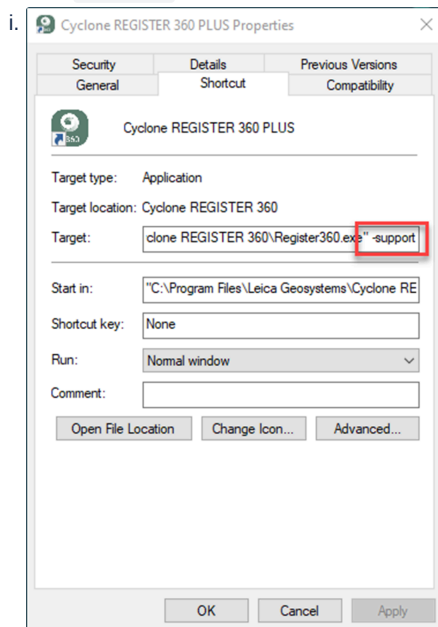 i.
Cyclone REGISTER 360 PLUS Properties
Security Details Previous Versions
General Shortcut Compatibility
360
Cyclone REGISTER 360 PLUS
Target type: Application
Target location: Cyclone REGISTER 360
Target: clone REGISTER 360\Register360.exe" -support
Start in: "C:\Program Files\Leica Geosystems\Cyclone RE
Shortcut key: None
Run: Normal window
Comment:
Open File Location Change Icon... Advanced...
OK Cancel Apply